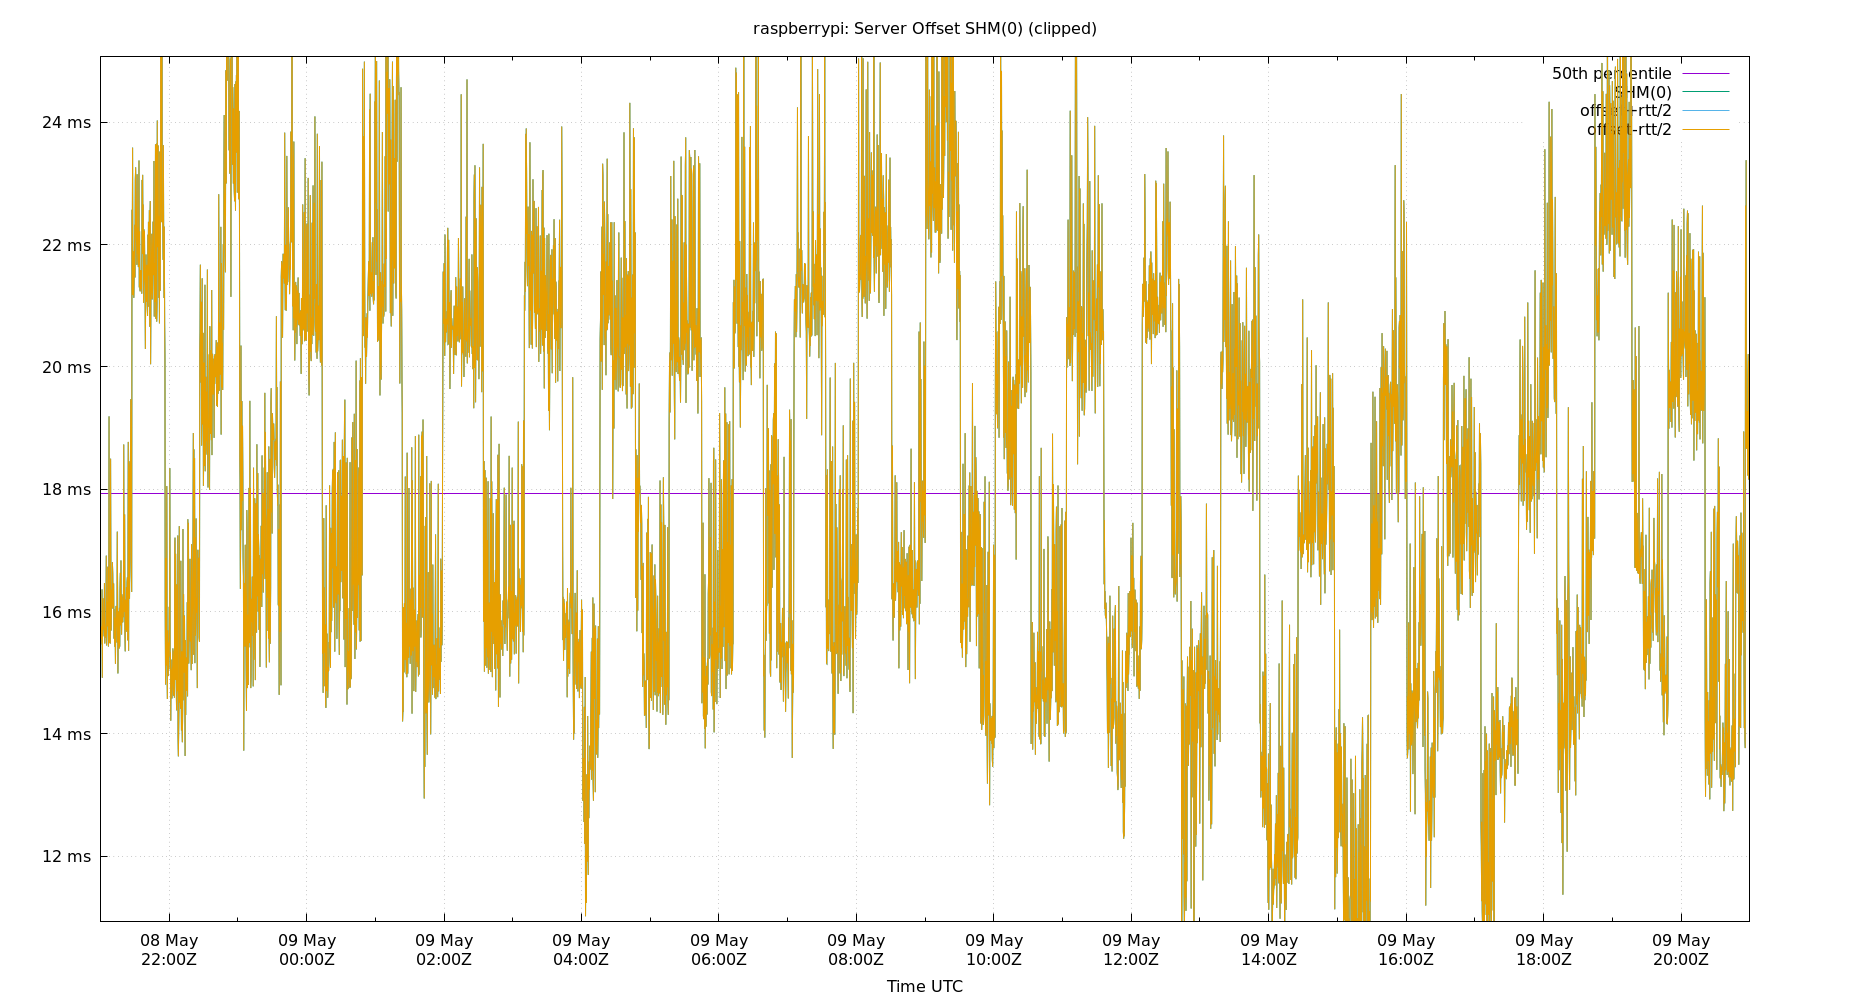 raspberrypi: Server Offset SHM(0) (clipped)
50th percentile
SHM(0)
offset+rtt/2
offset-rtt/2
24 ms
22 ms
20 ms
18 ms
16 ms
14 ms
12 ms
08 May 09 May 09 May 09 May 09 May 09 May 09 May 09 May 09 May 09 May 09 May 09 May
22:00Z 00:00Z 02:00Z 04:00Z 06:00Z 08:00Z 10:00Z 12:00Z 14:00Z 16:00Z 18:00Z 20:00Z
Time UTC